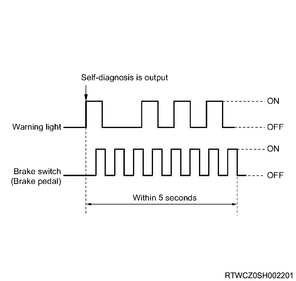 Self-diagnosis is output
ON
Warning light
OFF
ON
Brake switch
(Brake pedal)
OFF
Within 5 seconds
RTWCZ0SH002201